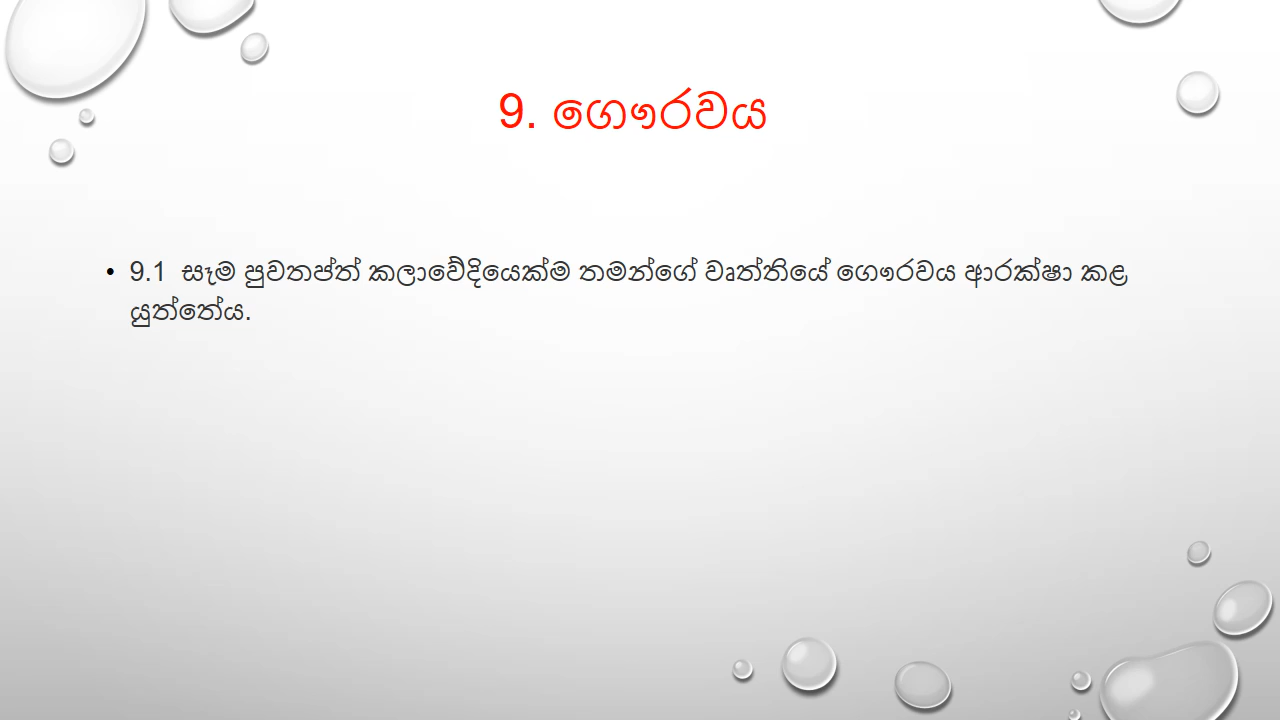 9. ගෞරවය
• 9.1 සෑම පුවතප්ත් කලාවේදියෙක්ම තමන්ගේ වෘත්තියේ ගෞරවය ආරක්ෂා කළ
යුත්තේය.